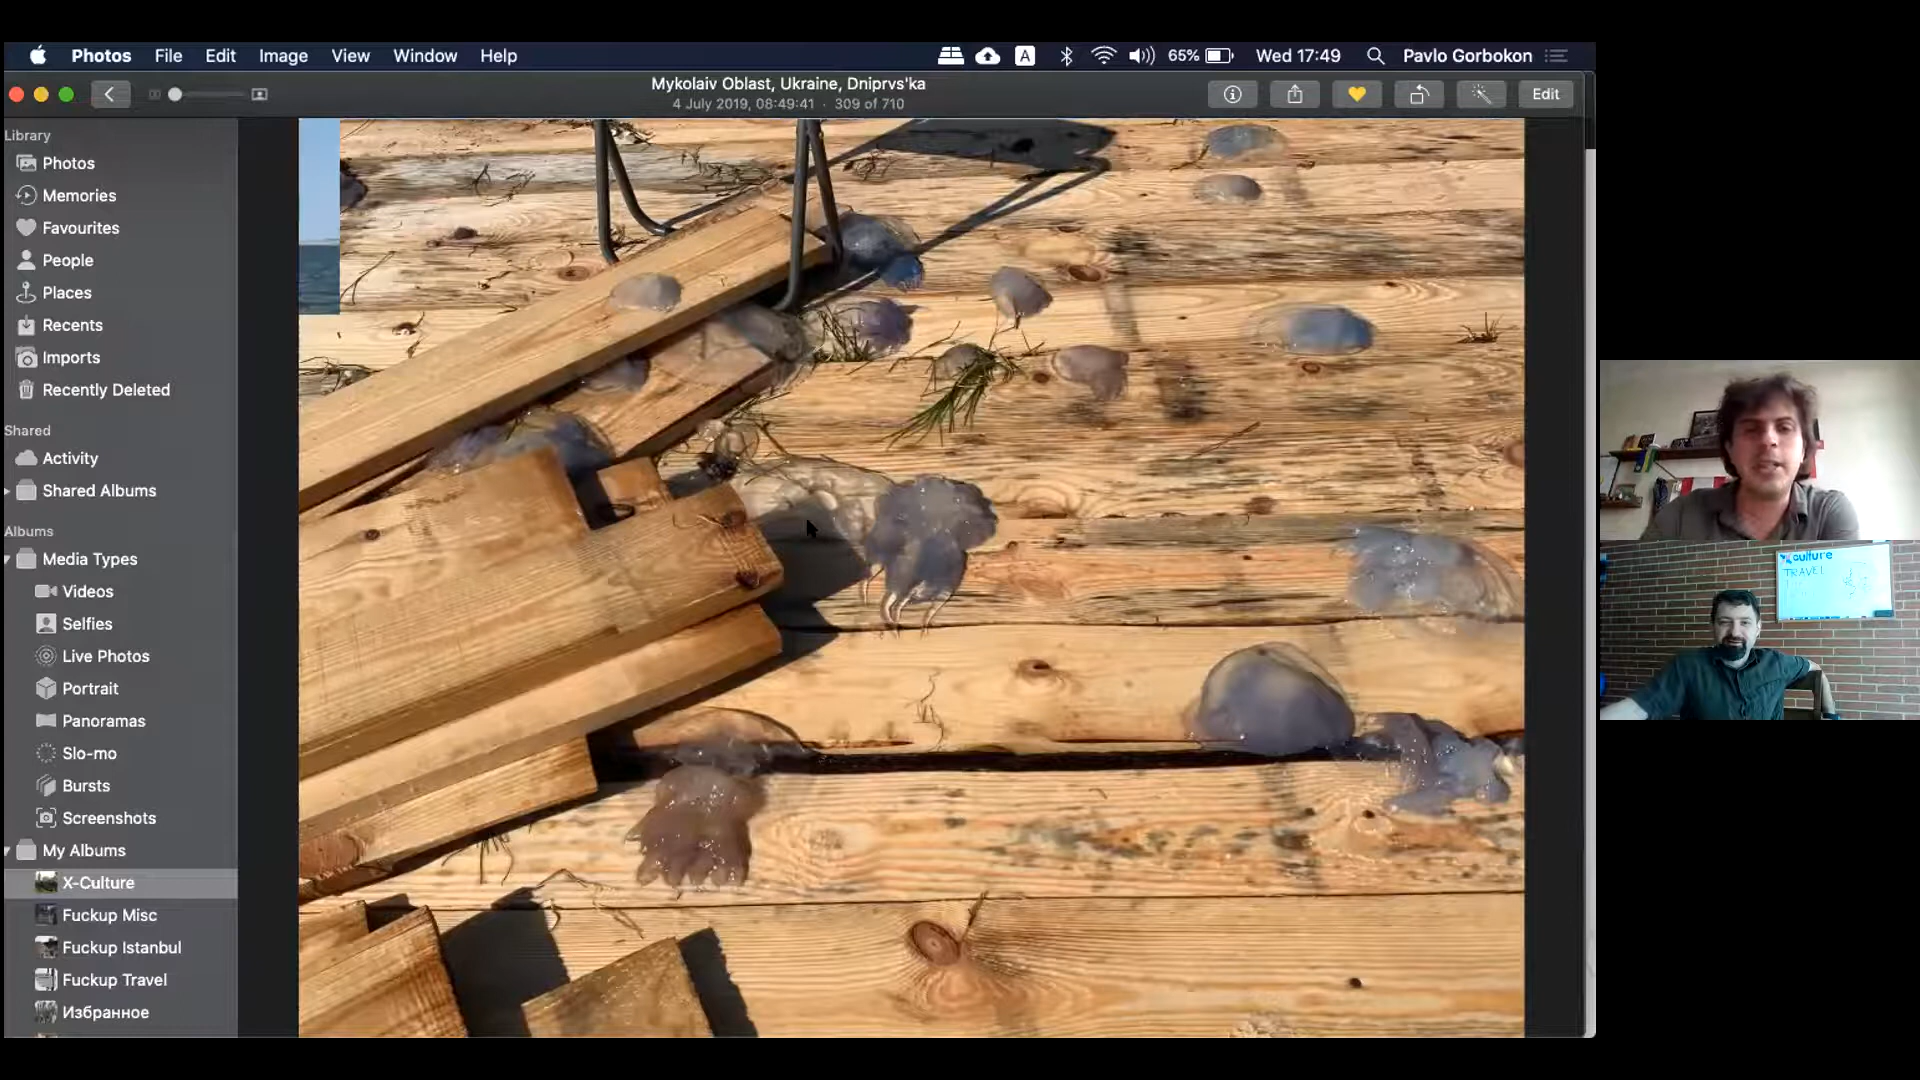 Photos File Edit Image View Window Help A 65% Wed 17:49 Pavlo Gorbokon
Mykolaiv Oblast, Ukraine, Dniprvs'ka
4 July 2019, 08:49:41 · 309 of 710
Edit
Library
Photos
Memories
Favourites
People
Places
Recents
Imports
Recently Deleted
Shared
Activity
Shared Albums
Albums
Media Types
Videos
Selfies
Live Photos
Portrait
Panoramas
Slo-mo
Bursts
Screenshots
My Albums
X-Culture
Fuckup Misc
Fuckup Istanbul
Fuckup Travel
Избранное
culture
TRAVEL